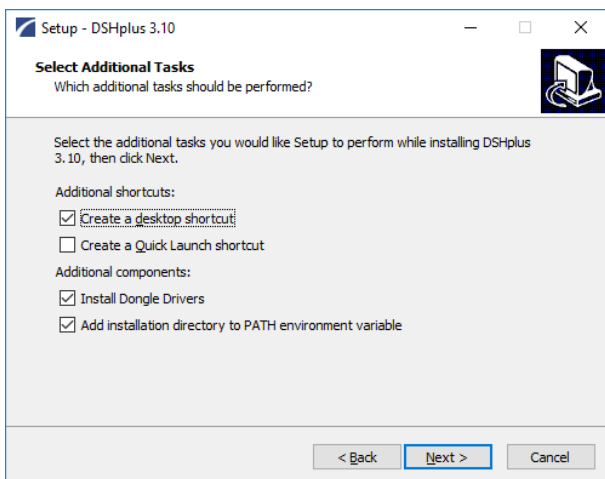 Setup - DSHplus 3.10
Select Additional Tasks
Which additional tasks should be performed?
Select the additional tasks you would like Setup to perform while installing DSHplus
3.10, then click Next.
Additional shortcuts:
Create a desktop shortcut
Create a Quick Launch shortcut
Additional components:
Install Dongle Drivers
Add installation directory to PATH environment variable
< Back
Next >
Cancel